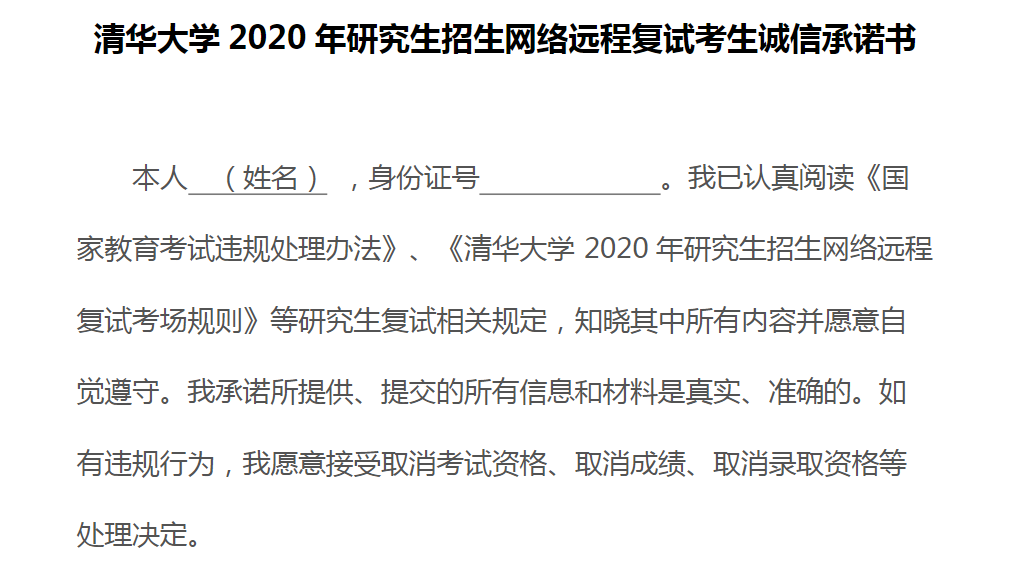 清华大学 2020 年研究生招生网络远程复试考生诚信承诺书
本人 （姓名） ，身份证号____________。我已认真阅读《国
家教育考试违规处理办法》、《清华大学 2020 年研究生招生网络远程
复试考场规则》等研究生复试相关规定，知晓其中所有内容并愿意自
觉遵守。我承诺所提供、提交的所有信息和材料是真实、准确的。如
有违规行为，我愿意接受取消考试资格、取消成绩、取消录取资格等
处理决定。